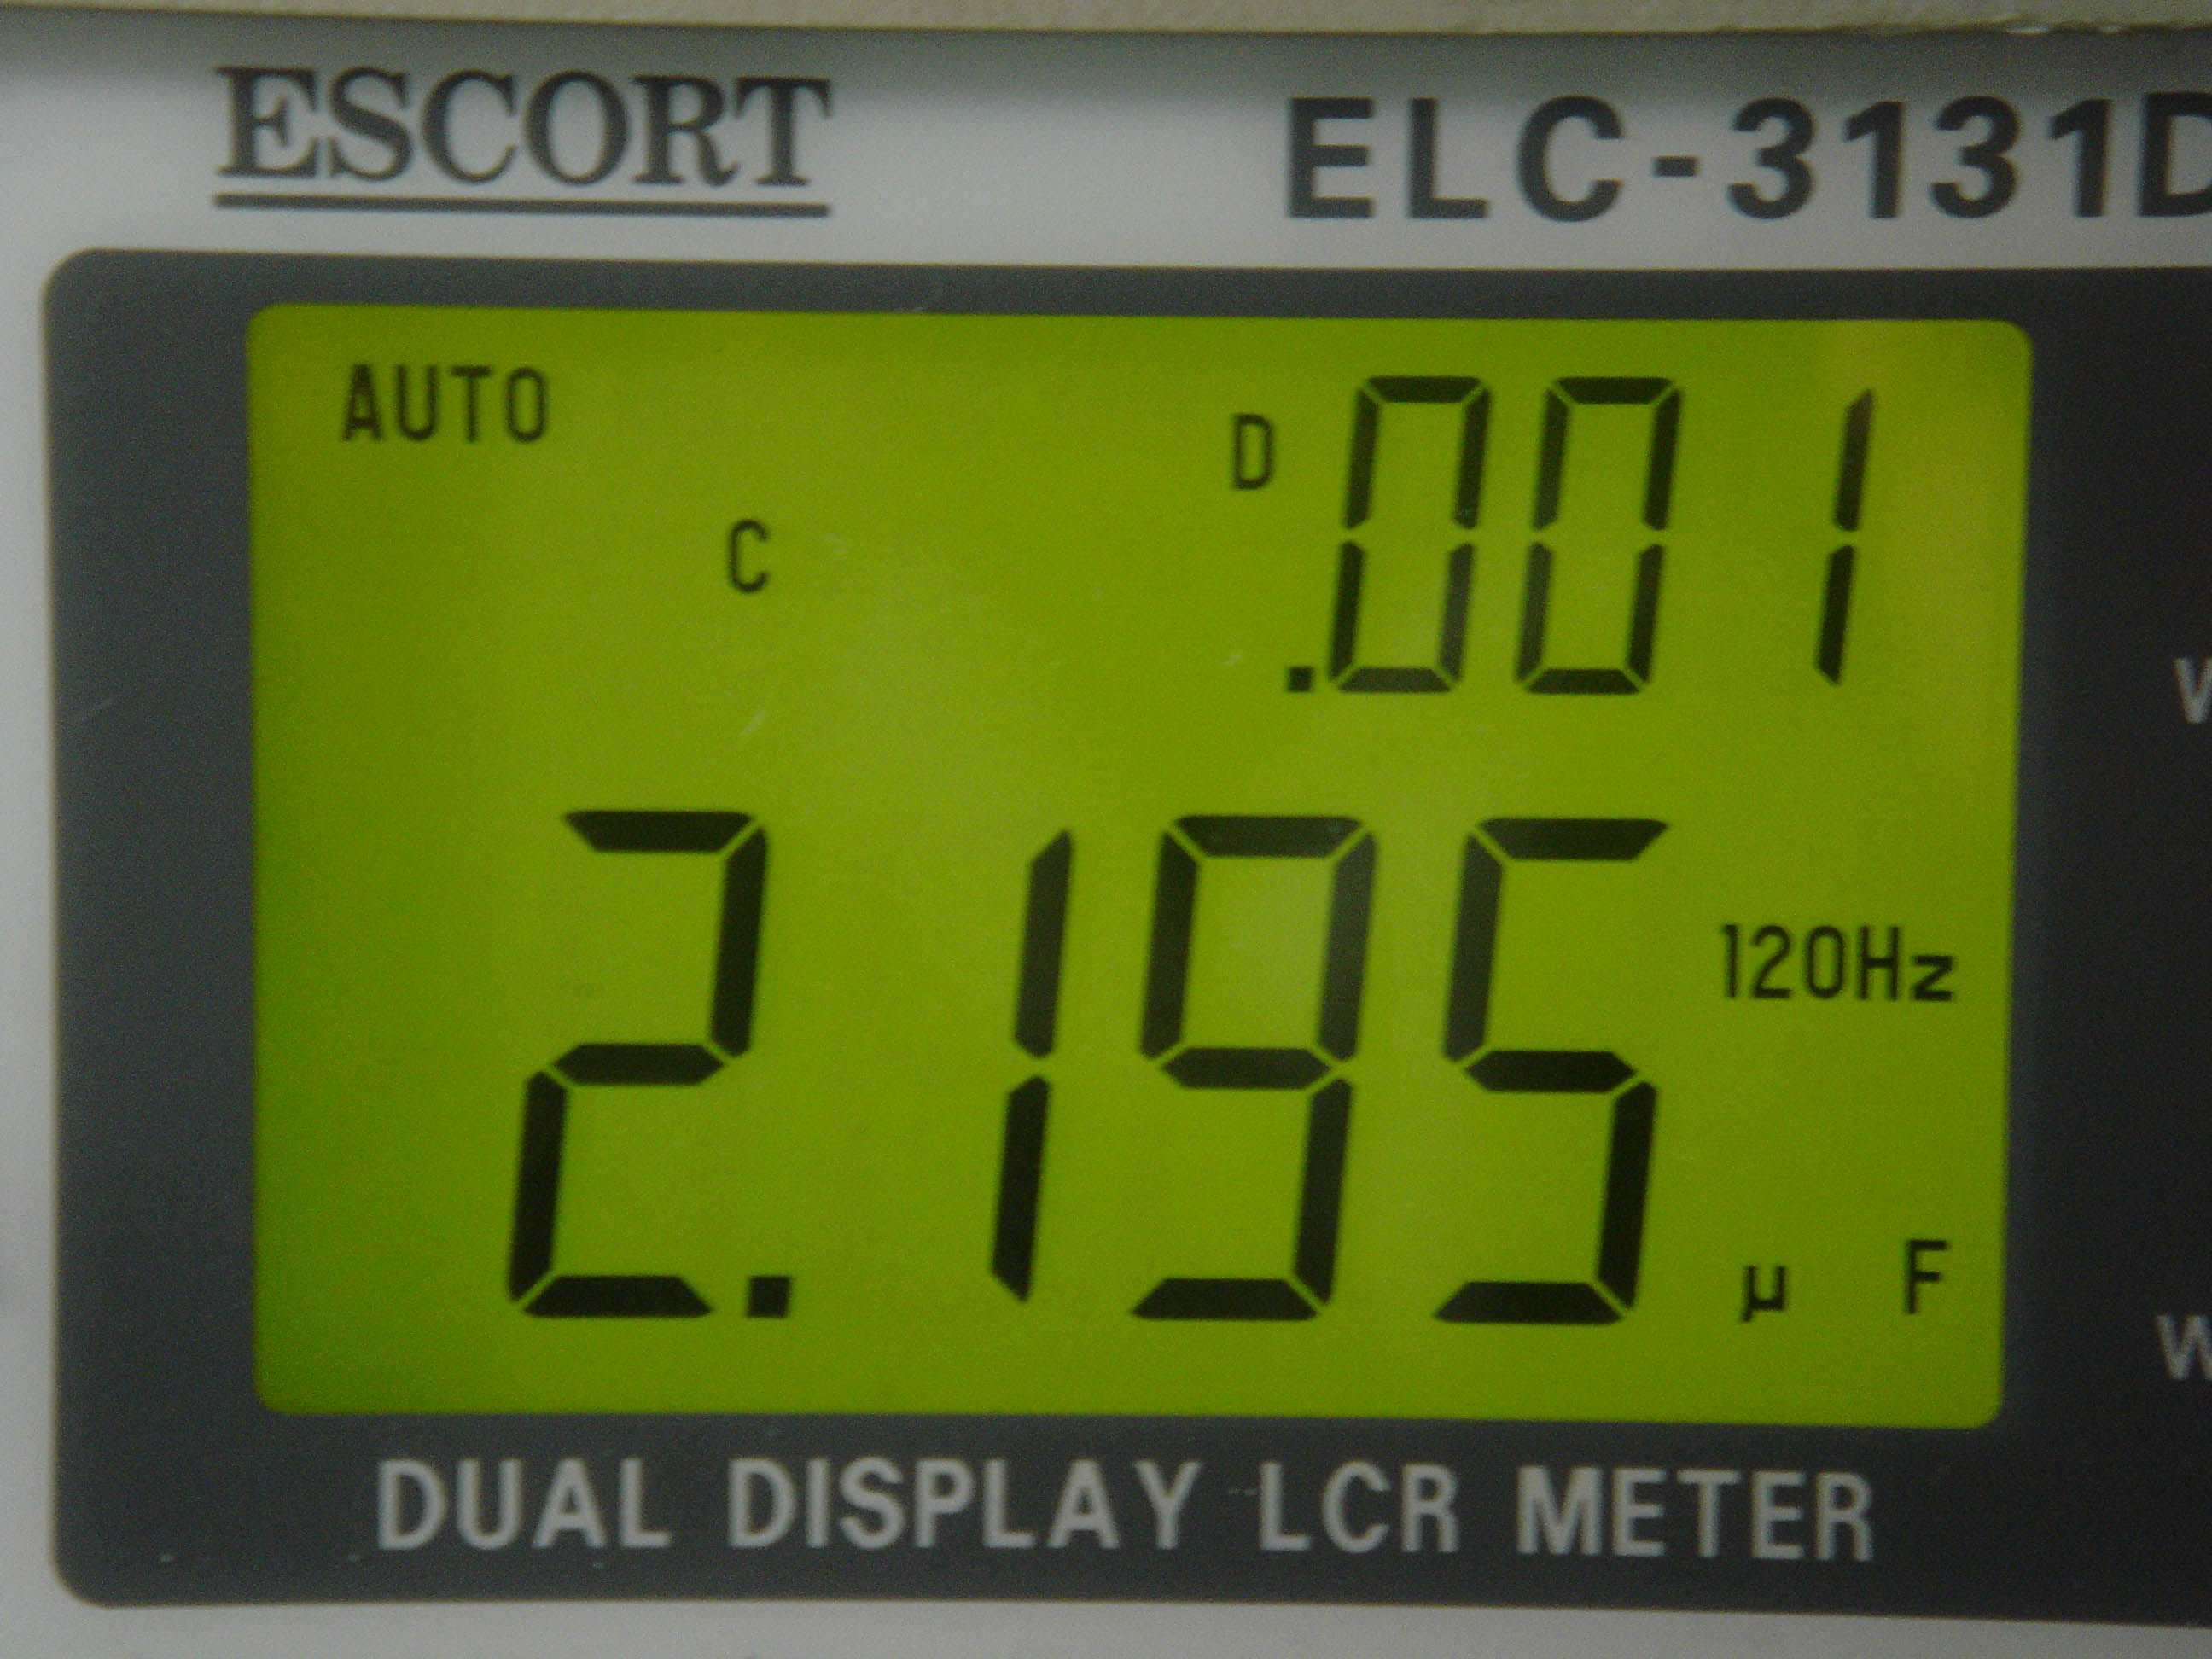 ESCORT ELC-3131D
AUTO
D .001
C
2.195
120Hz
µ F
DUAL DISPLAY LCR METER